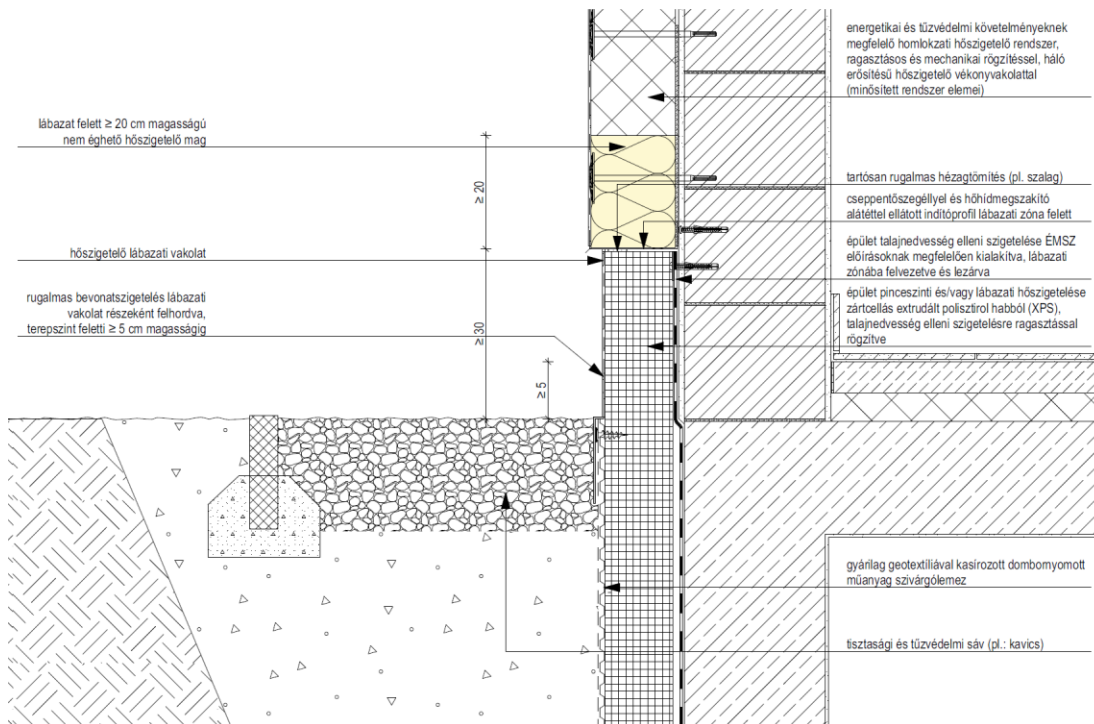 lábazat felett ≥ 20 cm magasságú
nem éghető hőszigetelő mag
≥ 20
hőszigetelő lábazati vakolat
rugalmas bevonatszigetelés lábazati
vakolat részeként felhordva,
terepszint feletti ≥ 5 cm magasságig
≥ 30
≥ 5
energetikai és tűzvédelmi követelményeknek
megfelelő homlokzati hőszigetelő rendszer,
ragasztásos és mechanikai rögzítéssel, háló
erősítésű hőszigetelő vékonyvakolattal
(minősített rendszer elemei)
tartósan rugalmas hézagtömítés (pl. szalag)
cseppentőszegéllyel és hőhídmegszakító
alátéttel ellátott indítóprofil lábazati zóna felett
épület talajnedvesség elleni szigetelése ÉMSZ
előírásoknak megfelelően kialakítva, lábazati
zónába felvezetve és lezárva
épület pinceszinti és/vagy lábazati hőszigetelése
zártcellás extrudált polisztirol habból (XPS),
talajnedvesség elleni szigetelésre ragasztással
rögzítve
gyárilag geotextíliával kasírozott dombornyomott
műanyag szivárgólemez
tisztasági és tűzvédelmi sáv (pl.: kavics)